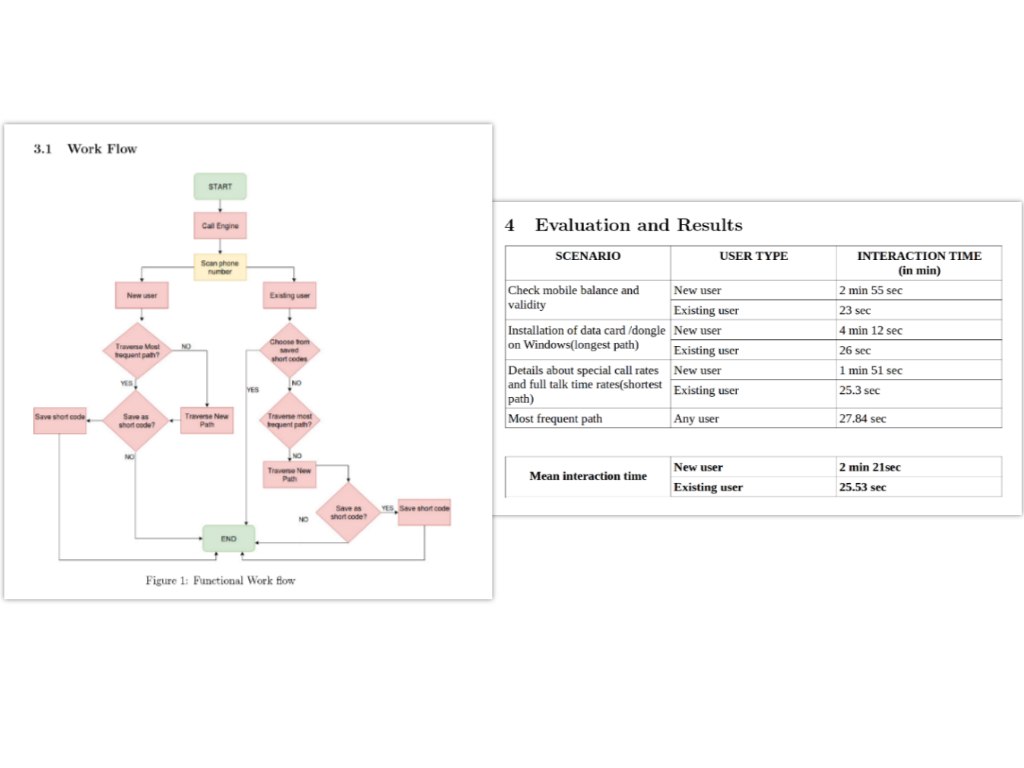 3.1 Work Flow
START
Call Engine
Scan phone
number
New user
Existing user
Traverse Most
frequent path?
NO
YES
Choose from
saved
short codes
NO
YES
Save short code
Save as
short code?
Traverse New
Path
Traverse most
frequent path?
NO
NO
Traverse New
Path
Save as
short code?
YES
Save short code
NO
END
Figure 1: Functional Work flow
4 Evaluation and Results
SCENARIO USER TYPE INTERACTION TIME
(in min)
Check mobile balance and
validity
New user 2 min 55 sec
Existing user 23 sec
Installation of data card /dongle
on Windows(longest path)
New user 4 min 12 sec
Existing user 26 sec
Details about special call rates
and full talk time rates(shortest
path)
New user 1 min 51 sec
Existing user 25.3 sec
Most frequent path Any user 27.84 sec
Mean interaction time
New user 2 min 21sec
Existing user 25.53 sec